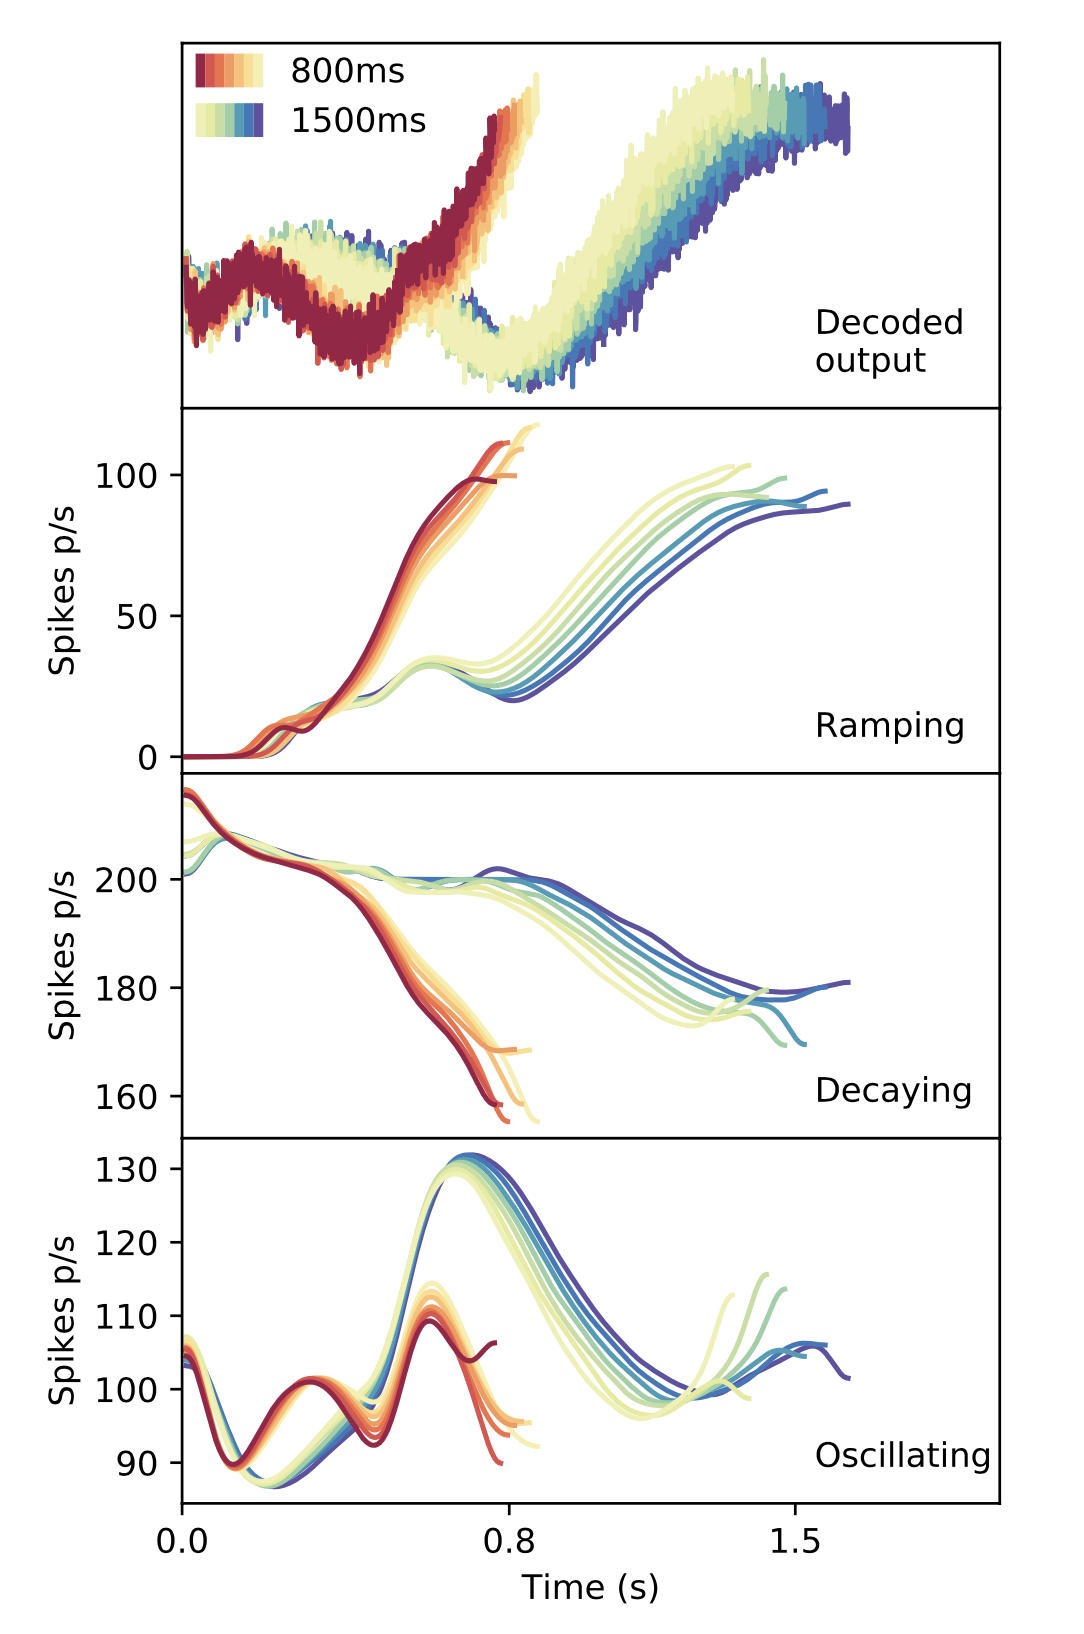 800ms
1500ms
Decoded
output
100
50
0
Spikes p/s
Ramping
200
180
160
Spikes p/s
Decaying
130
120
110
100
90
Spikes p/s
Oscillating
0.0 0.8 1.5
Time (s)